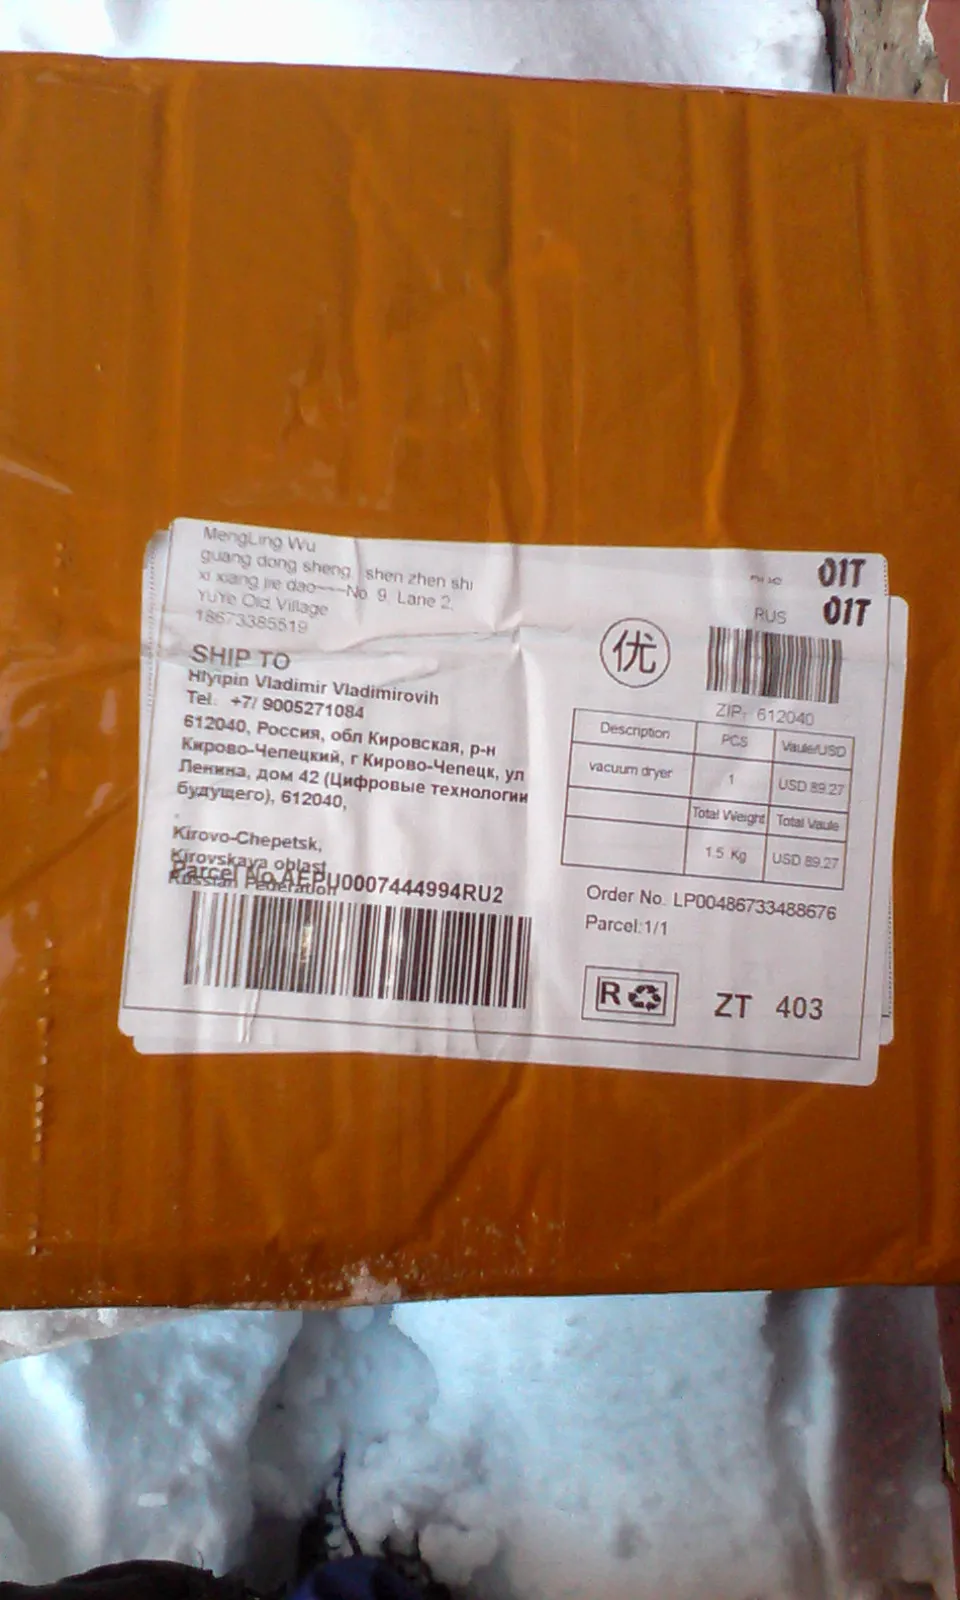 MengLing Wu
guang dong sheng, shen zhen shi
xi xiang jie dao~~~No 9, Lane 2,
YuYe Old Village
18673385519
SHIP TO
Hlyipin Vladimir Vladimirovih
Tel: +7/ 9005271084
612040, Россия, обл Кировская, р-н
Кирово-Чепецкий, г Кирово-Чепецк, ул
Ленина, дом 42 (Цифровые технологии
будущего), 612040,
Kirovo-Chepetsk,
Kirovskaya oblast
Russian Federation
Parcel No.AEPU0007444994RU2
01T
RUS 01T
优
ZIP: 612040
Description PCS Vaule/USD
vacuum dryer 1 USD 89.27
Total Weight Total Vaule
1.5 Kg USD 89.27
Order No. LP00486733488676
Parcel:1/1
R ZT 403